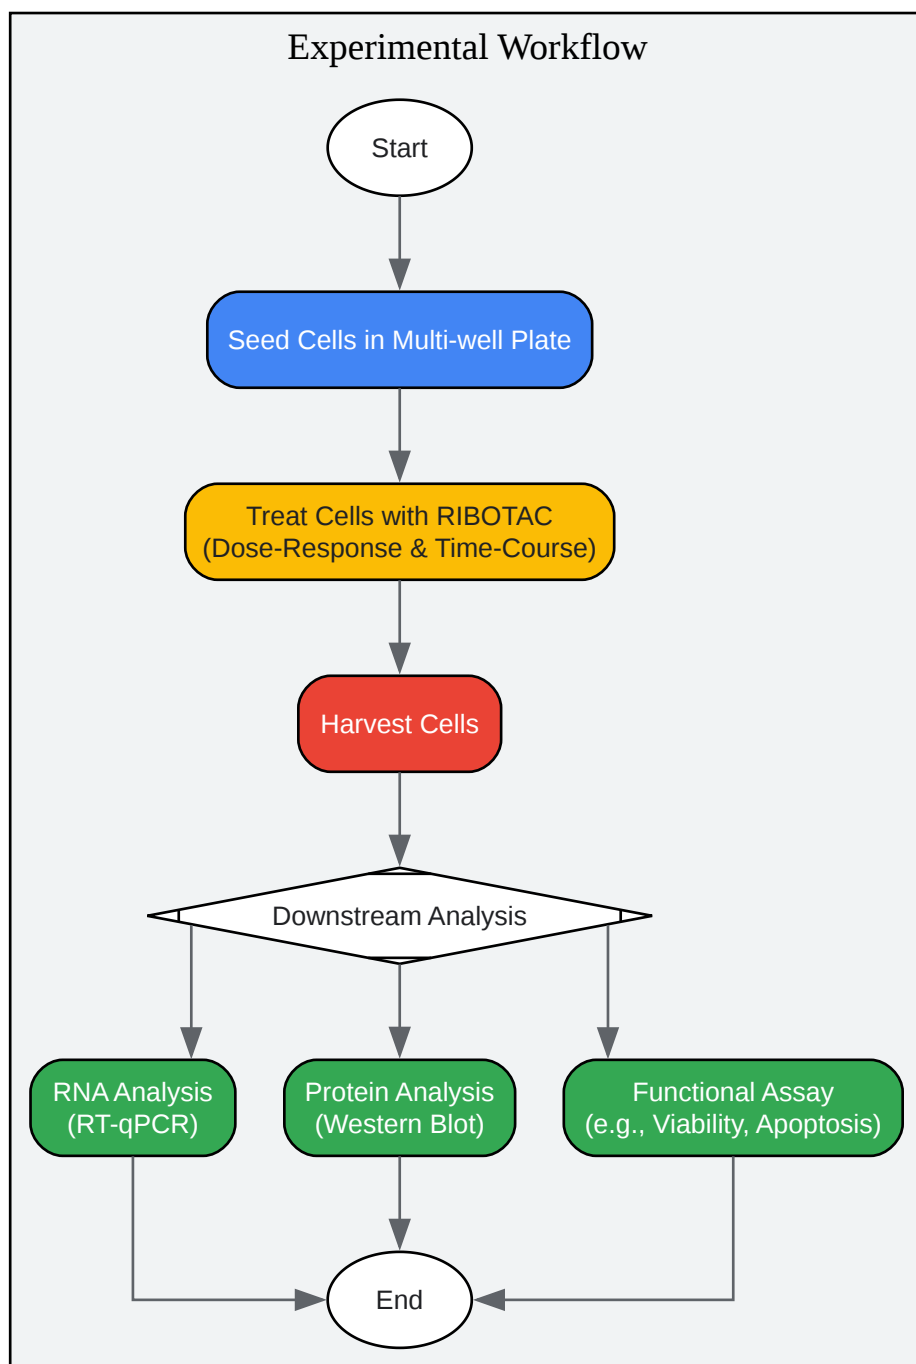 Experimental Workflow
Start
Seed Cells in Multi-well Plate
Treat Cells with RIBOTAC
(Dose-Response & Time-Course)
Harvest Cells
Downstream Analysis
RNA Analysis
(RT-qPCR)
Protein Analysis
(Western Blot)
Functional Assay
(e.g., Viability, Apoptosis)
End